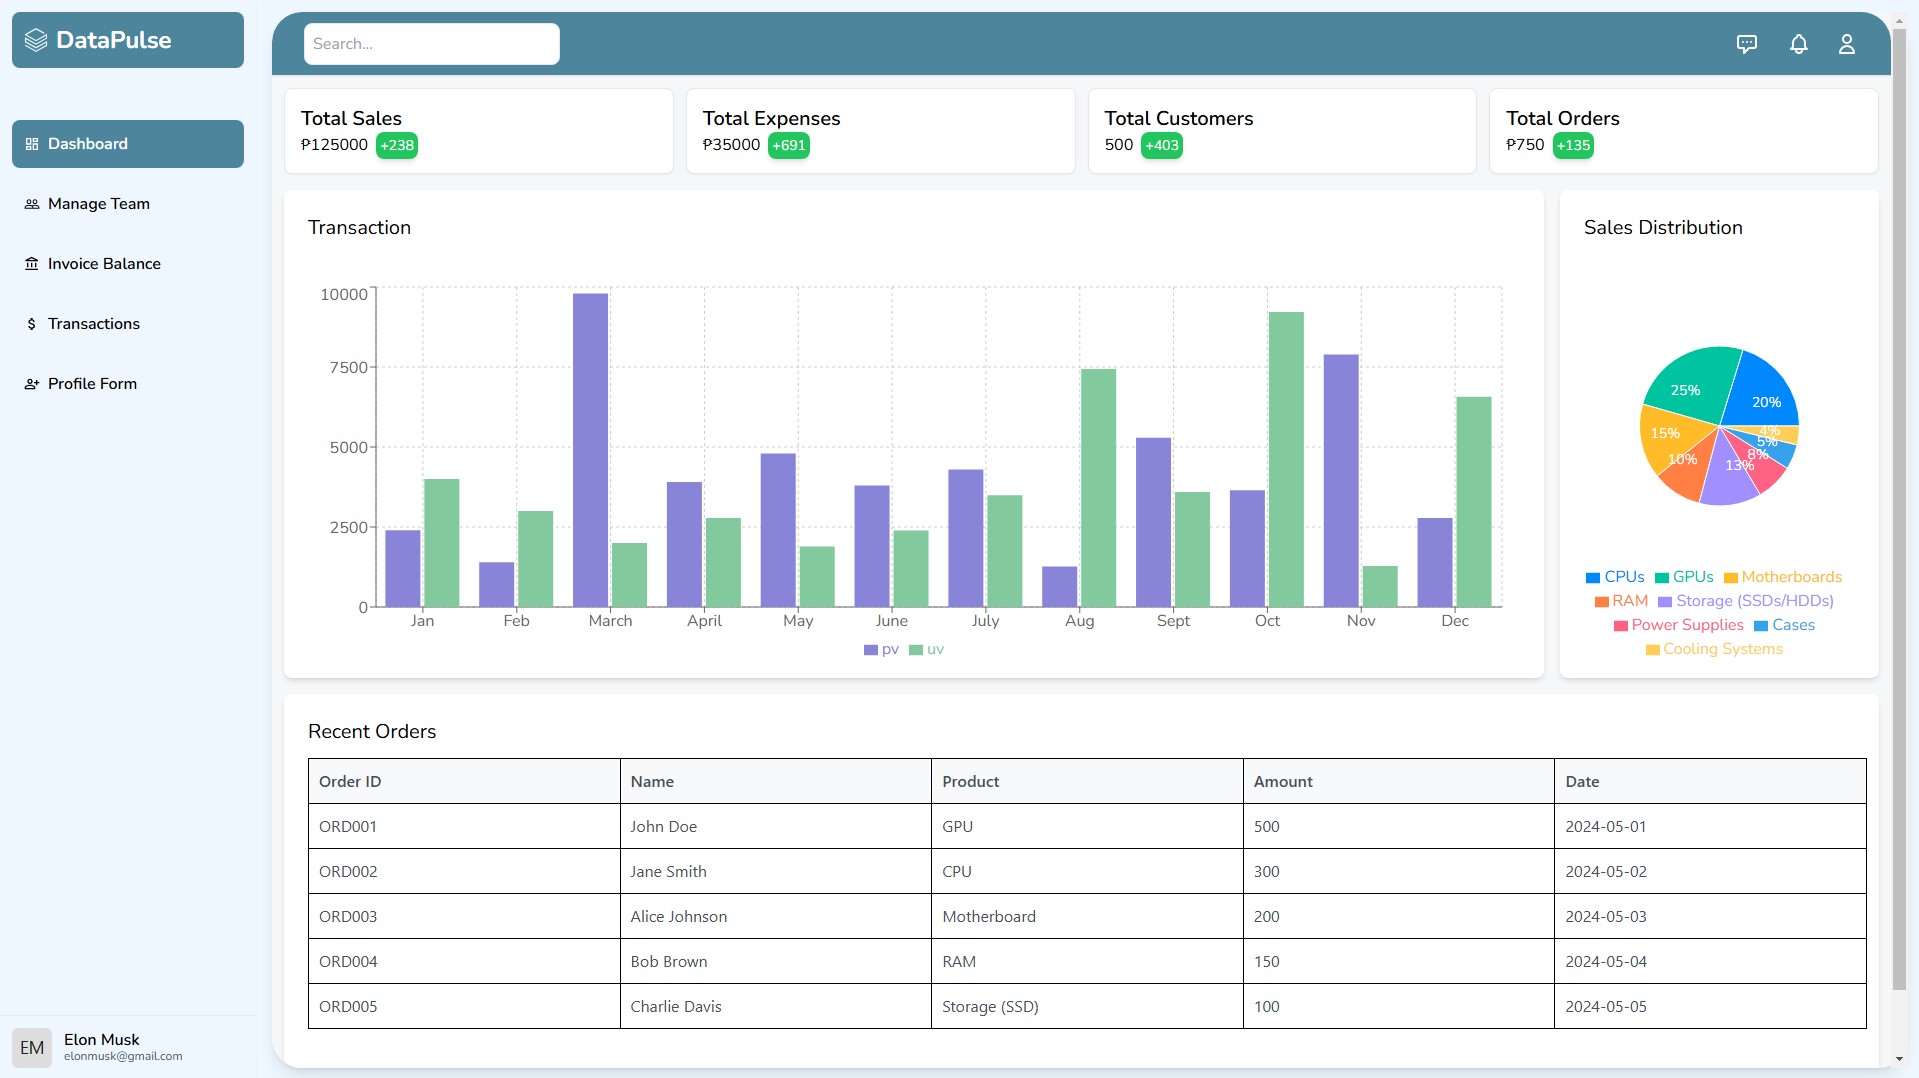 DataPulse
Search...
Dashboard
Manage Team
Invoice Balance
Transactions
Profile Form
EM
Elon Musk
elonmusk@gmail.com
Total Sales
₱125000 +238
Total Expenses
₱35000 +691
Total Customers
500 +403
Total Orders
₱750 +135
Transaction
10000
7500
5000
2500
0
Jan Feb March April May June July Aug Sept Oct Nov Dec
pv uv
Sales Distribution
25%
20%
15%
4%
5%
8%
10%
13%
CPUs GPUs Motherboards
RAM Storage (SSDs/HDDs)
Power Supplies Cases
Cooling Systems
Recent Orders
Order ID Name Product Amount Date
ORD001 John Doe GPU 500 2024-05-01
ORD002 Jane Smith CPU 300 2024-05-02
ORD003 Alice Johnson Motherboard 200 2024-05-03
ORD004 Bob Brown RAM 150 2024-05-04
ORD005 Charlie Davis Storage (SSD) 100 2024-05-05